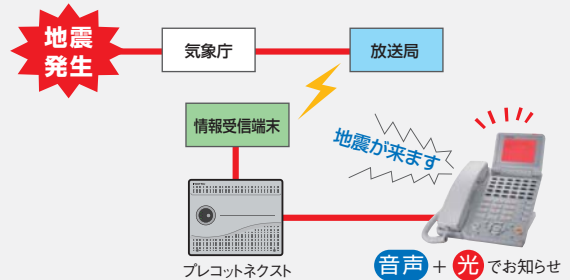 地震
発生
気象庁
放送局
情報受信端末
地震が来ます
プレコットネクスト
音声 + 光 でお知らせ